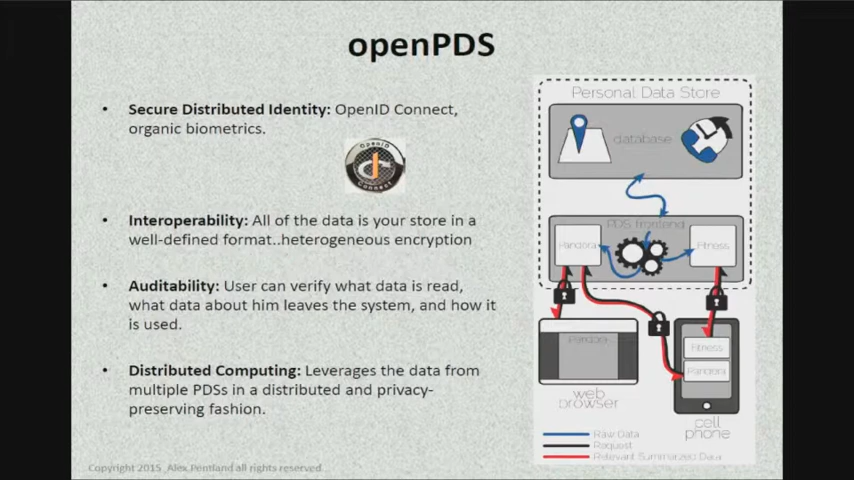 openPDS
• Secure Distributed Identity: OpenID Connect,
organic biometrics.
OpenID
Connect
• Interoperability: All of the data is your store in a
well-defined format..heterogeneous encryption
• Auditability: User can verify what data is read,
what data about him leaves the system, and how it
is used.
• Distributed Computing: Leverages the data from
multiple PDSs in a distributed and privacy-
preserving fashion.
Copyright 2015 Alex Pentland all rights reserved
Personal Data Store
database
PDS frontend
Pandora
Fitness
Pandora
Fitness
Pandora
web
browser
cell
phone
Raw Data
Request
Relevant Summarized Data